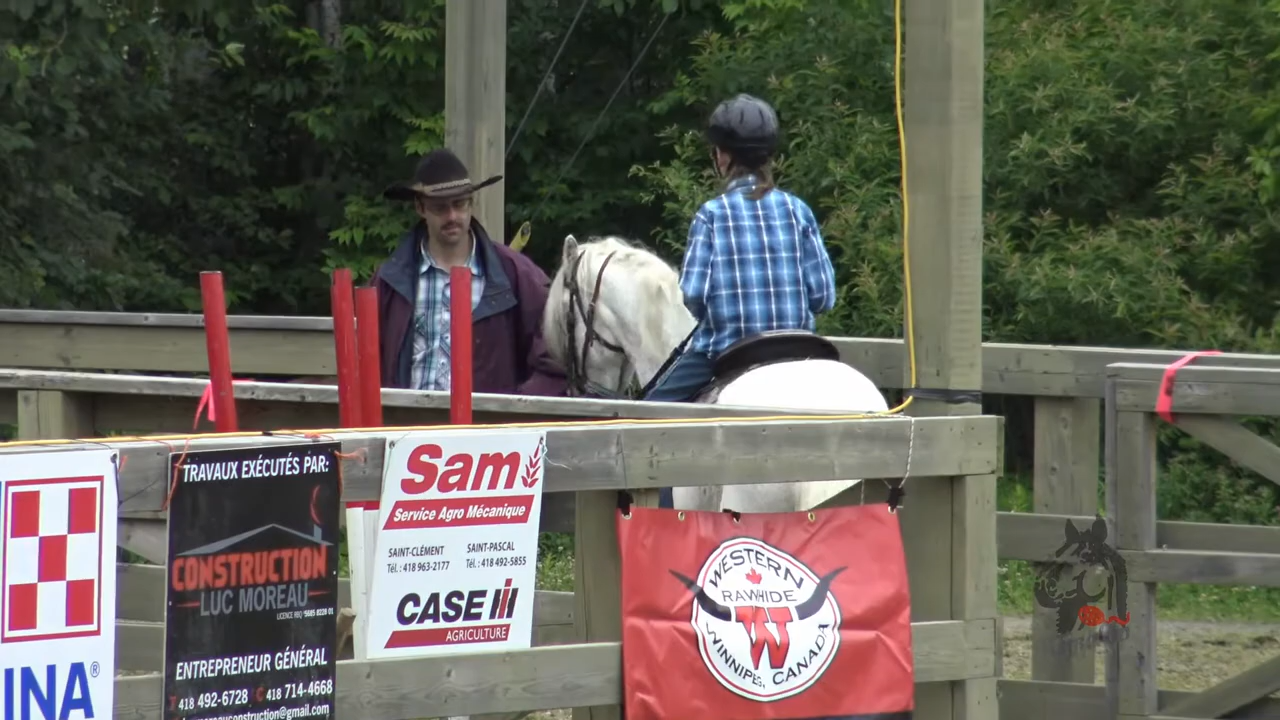 INA®
TRAVAUX EXÉCUTÉS PAR:
CONSTRUCTION
LUC MOREAU
ENTREPRENEUR GÉNÉRAL
418 492-6728 418 714-4668
Sam
Service Agro Mécanique
SAINT-CLÉMENT
Tél.: 418 963-2177
SAINT-PASCAL
Tél.: 418 492-5855
CASE IH
AGRICULTURE
WESTERN
RAWHIDE
W
WINNIPEG, CANADA